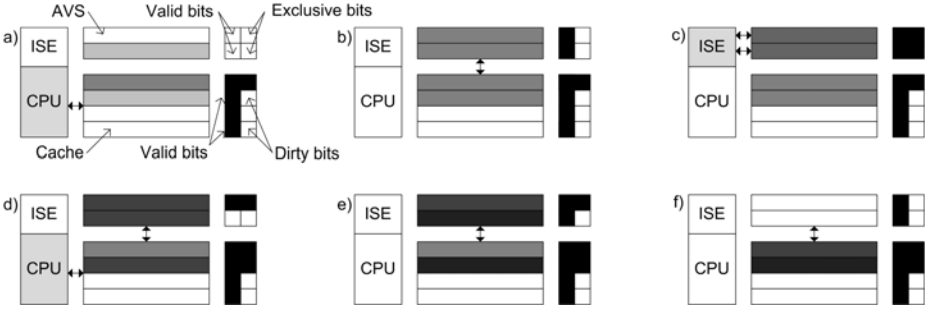 AVS Valid bits Exclusive bits
a) ISE b) ISE c) ISE
CPU CPU CPU
Cache Valid bits Dirty bits
d) ISE e) ISE f) ISE
CPU CPU CPU